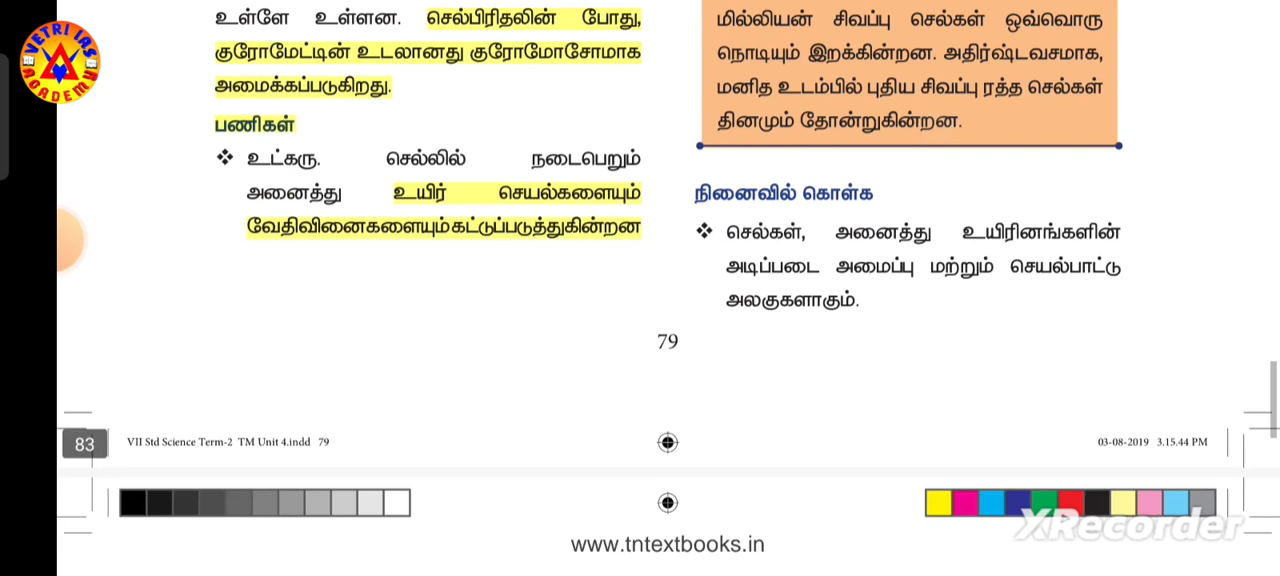 VETRI IAS
ACADEMY
உள்ளே உள்ளன. செல்பிரிதலின் போது,
குரோமேட்டின் உடலானது குரோமோசோமாக
அமைக்கப்படுகிறது.
பணிகள்
❖ உட்கரு. செல்லில் நடைபெறும்
அனைத்து உயிர் செயல்களையும்
வேதிவினைகளையும்கட்டுப்படுத்துகின்றன
மில்லியன் சிவப்பு செல்கள் ஒவ்வொரு
நொடியும் இறக்கின்றன. அதிர்ஷ்டவசமாக,
மனித உடம்பில் புதிய சிவப்பு ரத்த செல்கள்
தினமும் தோன்றுகின்றன.
நினைவில் கொள்க
❖ செல்கள், அனைத்து உயிரினங்களின்
அடிப்படை அமைப்பு மற்றும் செயல்பாட்டு
அலகுகளாகும்.
79
83
VII Std Science Term-2 TM Unit 4.indd 79
03-08-2019 3.15.44 PM
XRecorder
www.tntextbooks.in